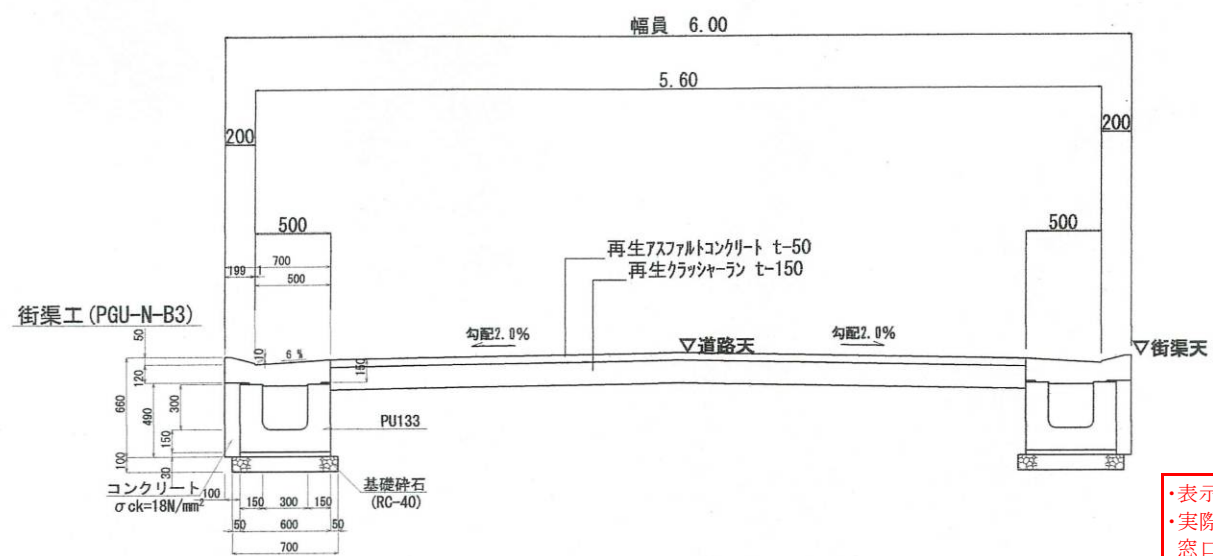 幅員 6.00
5.60
200
200
500
500
700
199
1
500
再生アスファルトコンクリート t-50
再生クラッシャーラン t-150
街渠工(PGU-N-B3)
50
10
6 %
勾配2.0%
▽道路天
勾配2.0%
▽街渠天
150
120
660
490
300
150
PU133
100
30
コンクリート
σck=18N/mm²
100
150
300
150
基礎砕石
(RC-40)
50
600
50
700
・表示
・実際
窓口